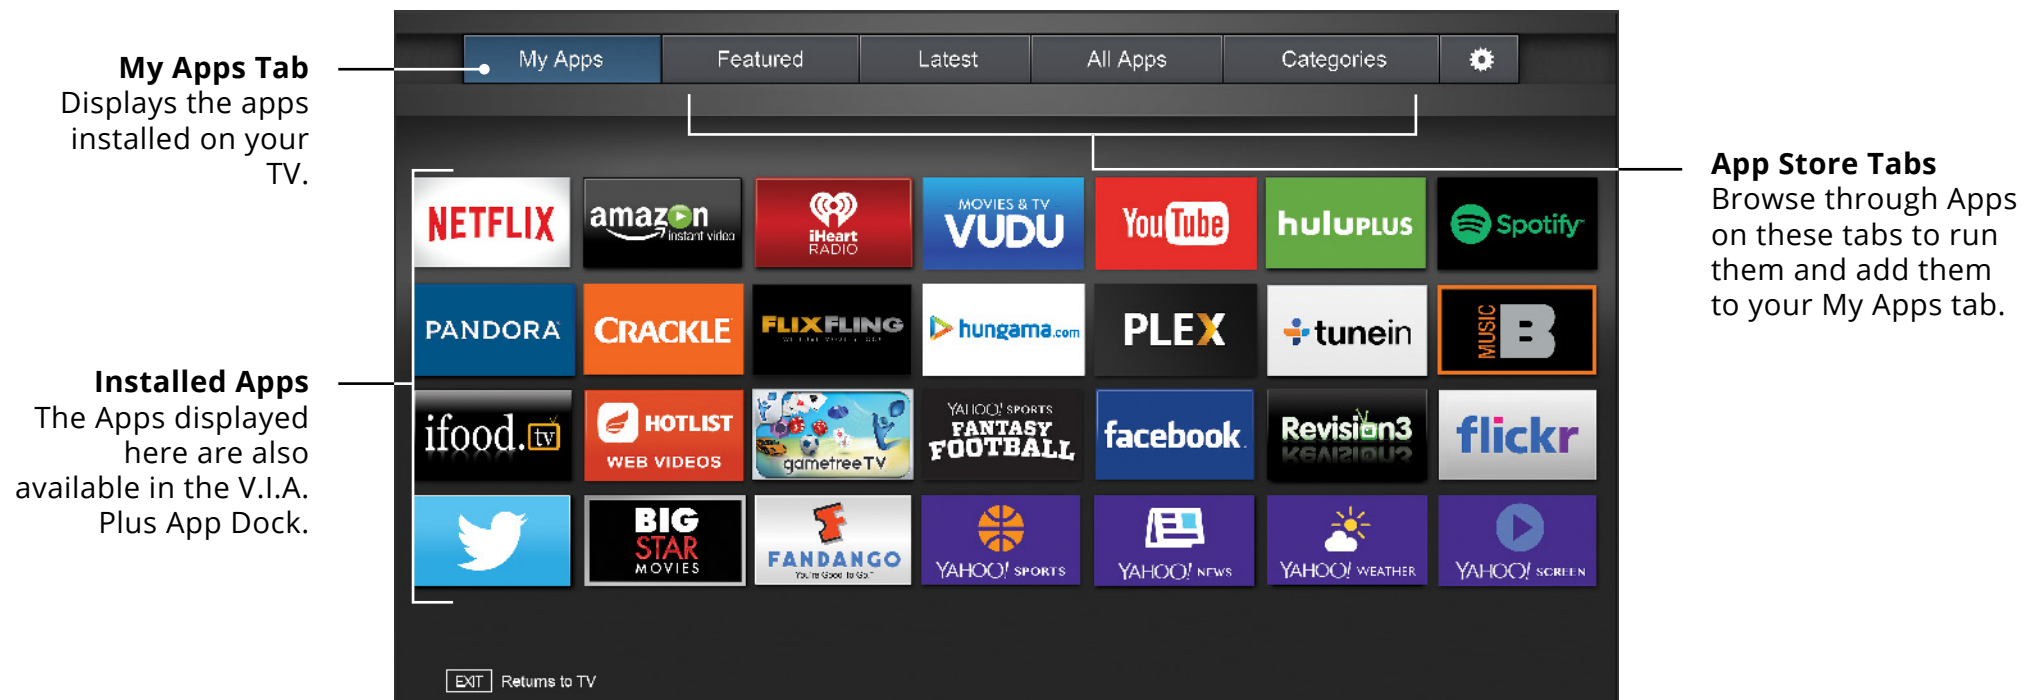 My Apps Tab
Displays the apps
installed on your
TV.
Installed Apps
The Apps displayed
here are also
available in the V.I.A.
Plus App Dock.
My Apps
Featured
Latest
All Apps
Categories
NETFLIX
amazon
instant video
iHeart
RADIO
MOVIES & TV
VUDU
YouTube
huluPLUS
Spotify
PANDORA
CRACKLE
FLIXFLING
hungama.com
PLEX
tunein
MUSIC B
ifood.tv
HOTLIST
WEB VIDEOS
gametreeTV
YAHOO! SPORTS
FANTASY
FOOTBALL
facebook
Revision3
flickr
BIG
STAR
MOVIES
FANDANGO
You're Good To Go.
YAHOO! SPORTS
YAHOO! NEWS
YAHOO! WEATHER
YAHOO! SCREEN
EXIT Returns to TV
App Store Tabs
Browse through Apps
on these tabs to run
them and add them
to your My Apps tab.